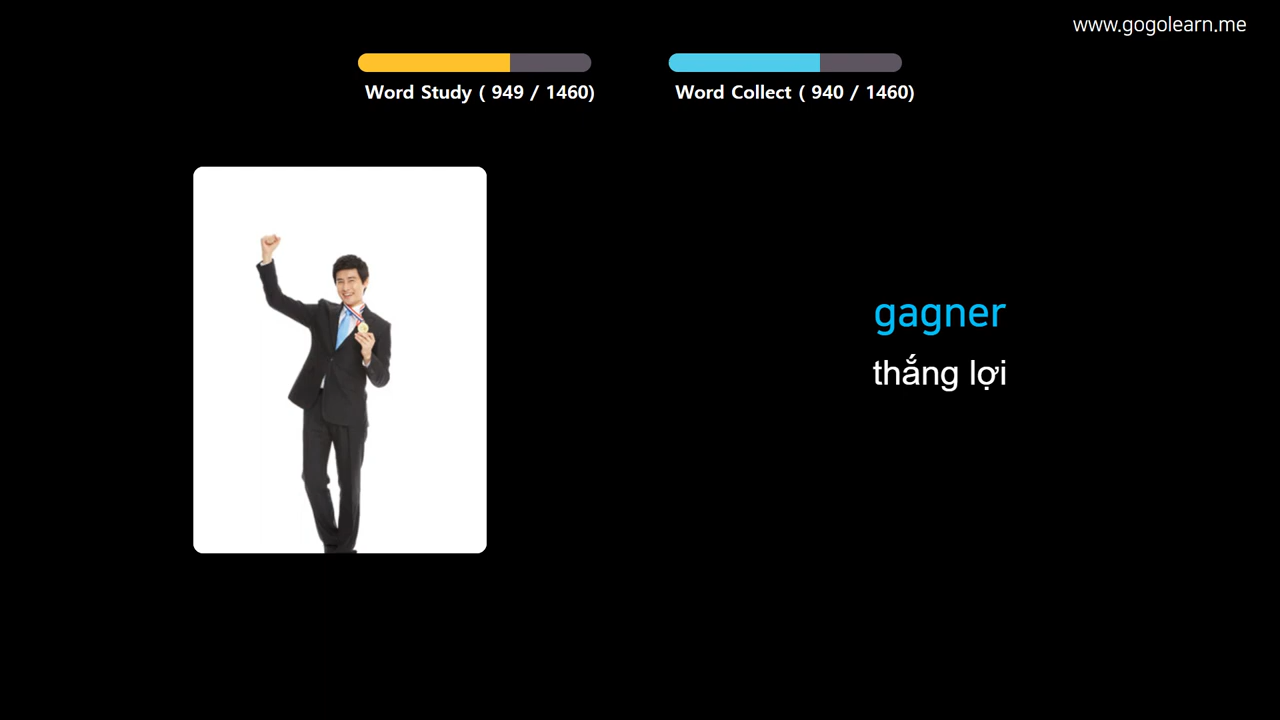 www.gogolearn.me
Word Study ( 949 / 1460)
Word Collect ( 940 / 1460)
gagner
thắng lợi